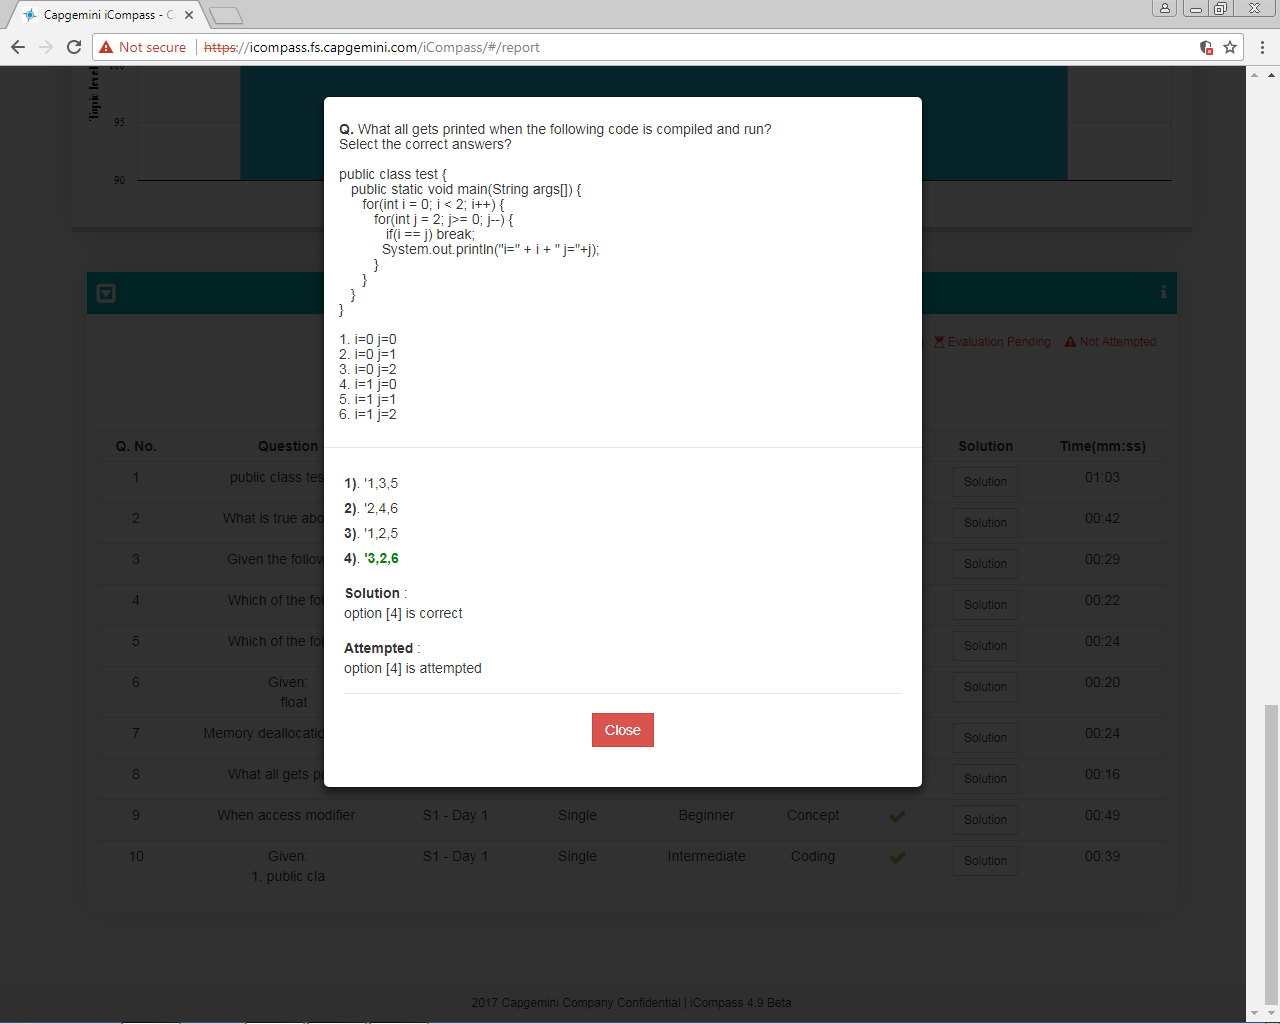 Capgemini iCompass - C
Not secure
https://icompass.fs.capgemini.com/iCompass/#/report
Topic level
95
90
Q. What all gets printed when the following code is compiled and run?
Select the correct answers?
public class test {
public static void main(String args[]) {
for(int i = 0; i < 2; i++) {
for(int j = 2; j>= 0; j--) {
if(i == j) break;
System.out.println("i=" + i + " j="+j);
}
}
}
}
1. i=0 j=0
2. i=0 j=1
3. i=0 j=2
4. i=1 j=0
5. i=1 j=1
6. i=1 j=2
1). '1,3,5
2). '2,4,6
3). '1,2,5
4). '3,2,6
Solution :
option [4] is correct
Attempted :
option [4] is attempted
Close
Evaluation Pending Not Attempted
Q. No. Question Solution Time(mm:ss)
1 public class tes Solution 01:03
2 What is true abo Solution 00:42
3 Given the follow Solution 00:29
4 Which of the fo Solution 00:22
5 Which of the fo Solution 00:24
6 Given: Solution 00:20
float
7 Memory deallocatio Solution 00:24
8 What all gets p Solution 00:16
9 When access modifier S1 - Day 1 Single Beginner Concept Solution 00:49
10 Given: S1 - Day 1 Single Intermediate Coding Solution 00:39
1. public cla
2017 Capgemini Company Confidential | iCompass 4.9 Beta